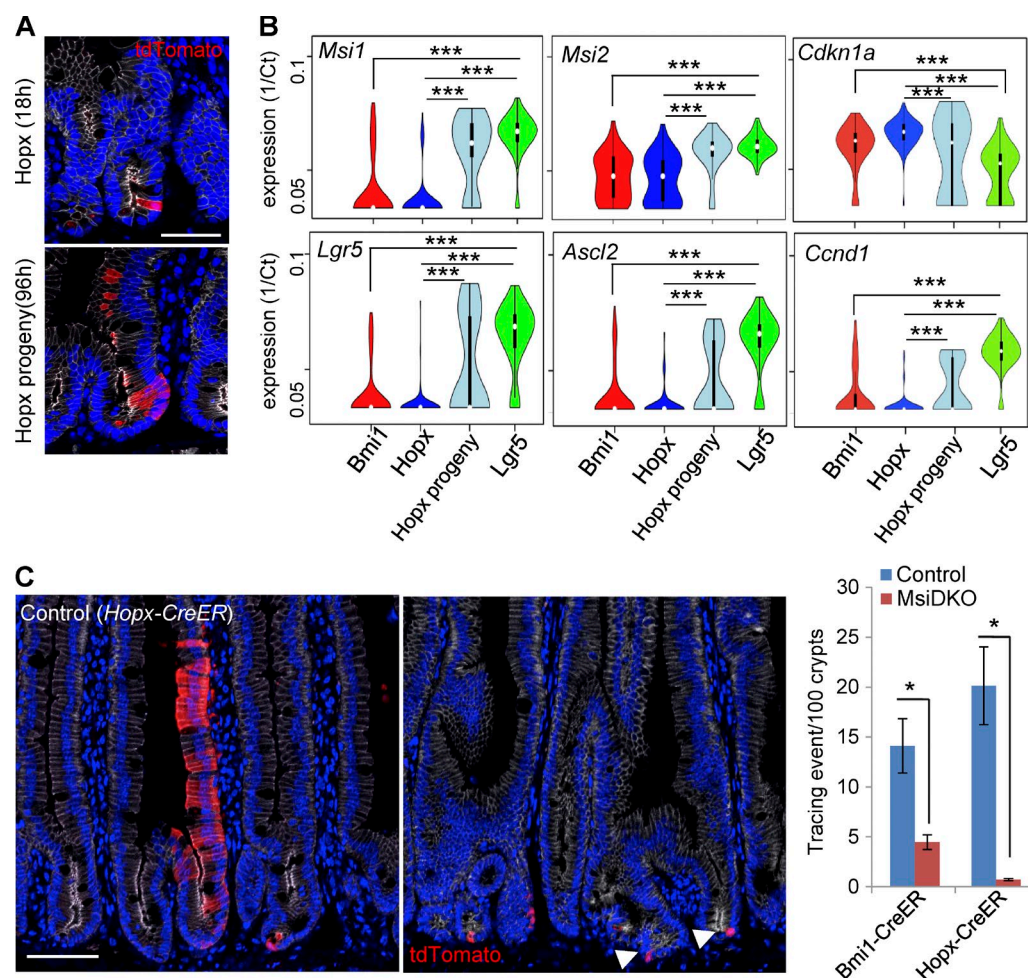 A
tdTomato
Hopx (18h)
Hopx progeny(96h)
B
Msi1
Msi2
Cdkn1a
***
***
***
***
***
***
***
***
***
0.1
0.05
expression (1/Ct)
Lgr5
Ascl2
Ccnd1
***
***
***
***
***
***
***
***
***
0.1
0.05
expression (1/Ct)
Bmi1
Hopx
Hopx progeny
Lgr5
Bmi1
Hopx
Hopx progeny
Lgr5
Bmi1
Hopx
Hopx progeny
Lgr5
C
Control (Hopx-CreER)
tdTomato
Control
MsiDKO
Tracing event/100 crypts
30
25
20
15
10
5
0
*
*
Bmi1-CreER
Hopx-CreER